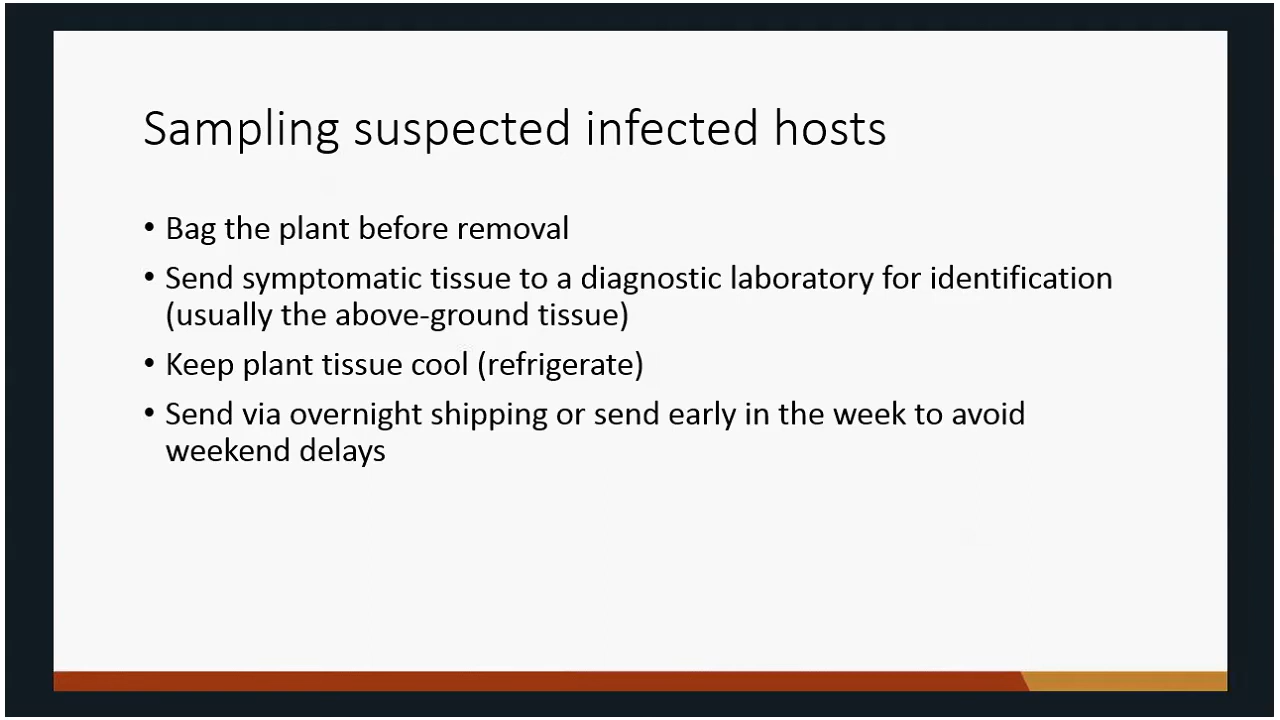 Sampling suspected infected hosts
• Bag the plant before removal
• Send symptomatic tissue to a diagnostic laboratory for identification
(usually the above-ground tissue)
• Keep plant tissue cool (refrigerate)
• Send via overnight shipping or send early in the week to avoid
weekend delays